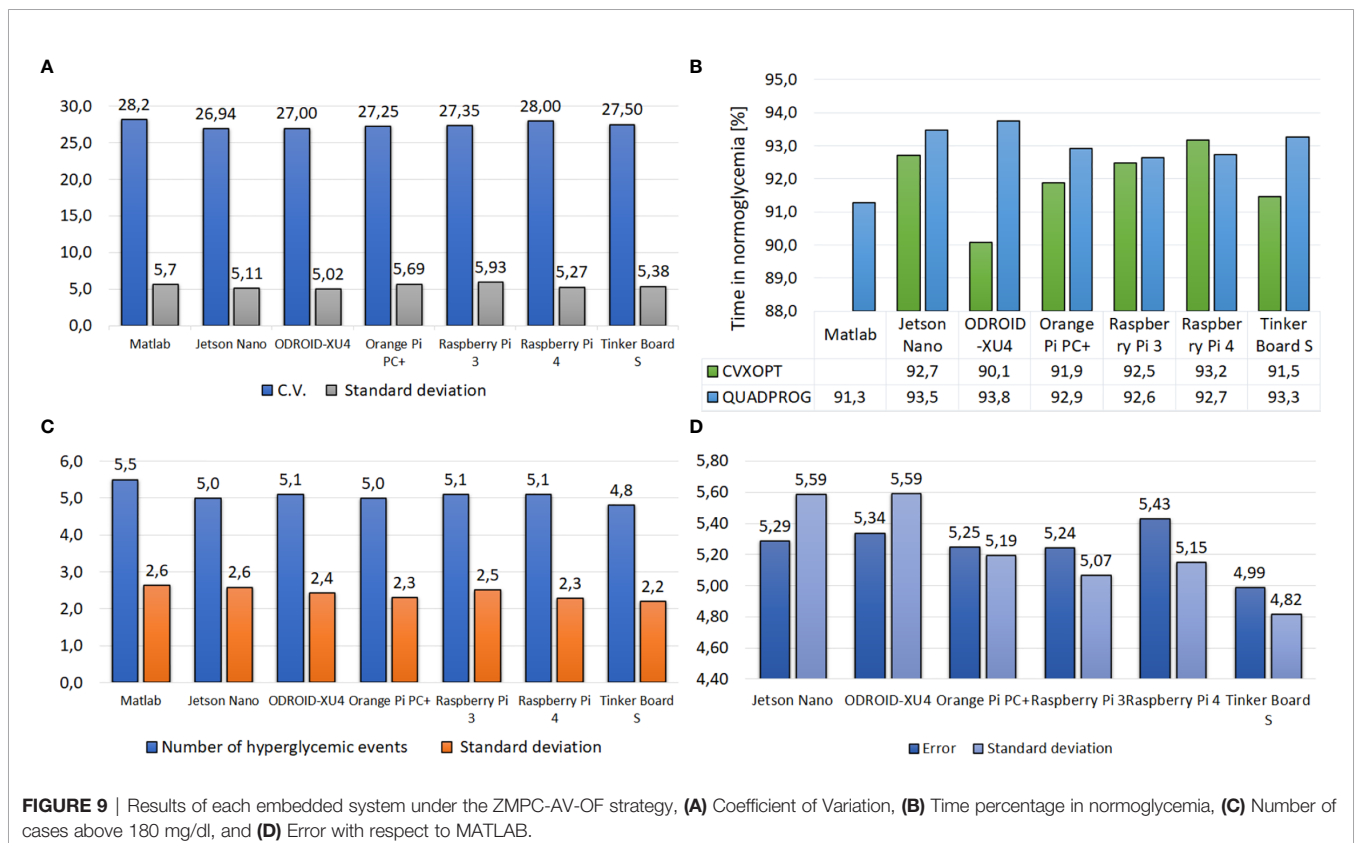 A
30,0
25,0
20,0
15,0
10,0
5,0
0,0
28,2
26,94
27,00
27,25
27,35
28,00
27,50
5,7
5,11
5,02
5,69
5,93
5,27
5,38
Matlab
Jetson Nano
ODROID-XU4
Orange Pi
PC+
Raspberry Pi
3
Raspberry Pi
4
Tinker Board
S
C.V.
Standard deviation
B
Time in normoglycemia [%]
95,0
94,0
93,0
92,0
91,0
90,0
89,0
88,0
Matlab
Jetson
Nano
ODROID
-XU4
Orange
Pi PC+
Raspber
ry Pi 3
Raspber
ry Pi 4
Tinker
Board S
CVXOPT 92,7 90,1 91,9 92,5 93,2 91,5
QUADPROG 91,3 93,5 93,8 92,9 92,6 92,7 93,3
C
6,0
5,0
4,0
3,0
2,0
1,0
0,0
5,5
5,0
5,1
5,0
5,1
5,1
4,8
2,6
2,6
2,4
2,3
2,5
2,3
2,2
Matlab
Jetson Nano
ODROID-XU4
Orange Pi PC+
Raspberry Pi
3
Raspberry Pi
4
Tinker Board
S
Number of hyperglycemic events
Standard deviation
D
5,80
5,60
5,40
5,20
5,00
4,80
4,60
4,40
5,29
5,59
5,34
5,59
5,25
5,19
5,24
5,07
5,43
5,15
4,99
4,82
Jetson Nano
ODROID-XU4
Orange Pi PC+
Raspberry Pi 3
Raspberry Pi 4
Tinker Board
S
Error
Standard deviation
FIGURE 9 | Results of each embedded system under the ZMPC-AV-OF strategy, (A) Coefficient of Variation, (B) Time percentage in normoglycemia, (C) Number of
cases above 180 mg/dl, and (D) Error with respect to MATLAB.